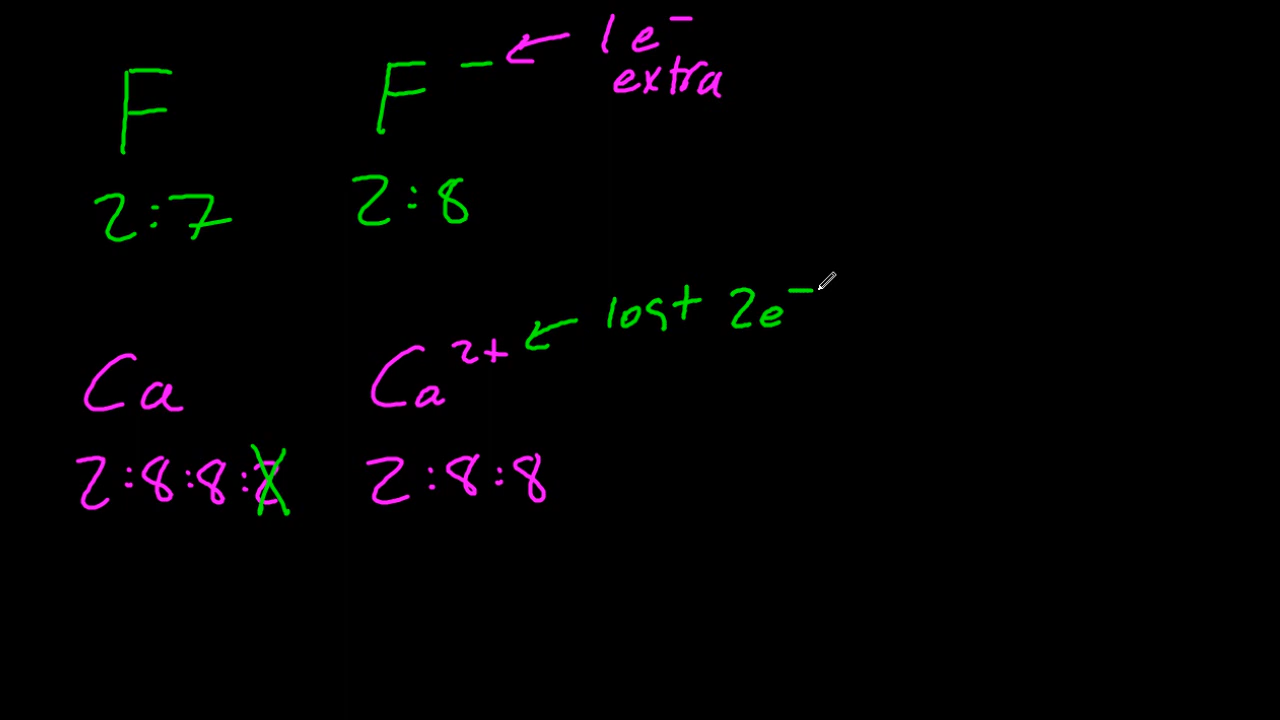 F F⁻ ← 1e⁻
extra
2:7 2:8
← lost 2e⁻
Ca Ca²⁺
2:8:8:2 2:8:8